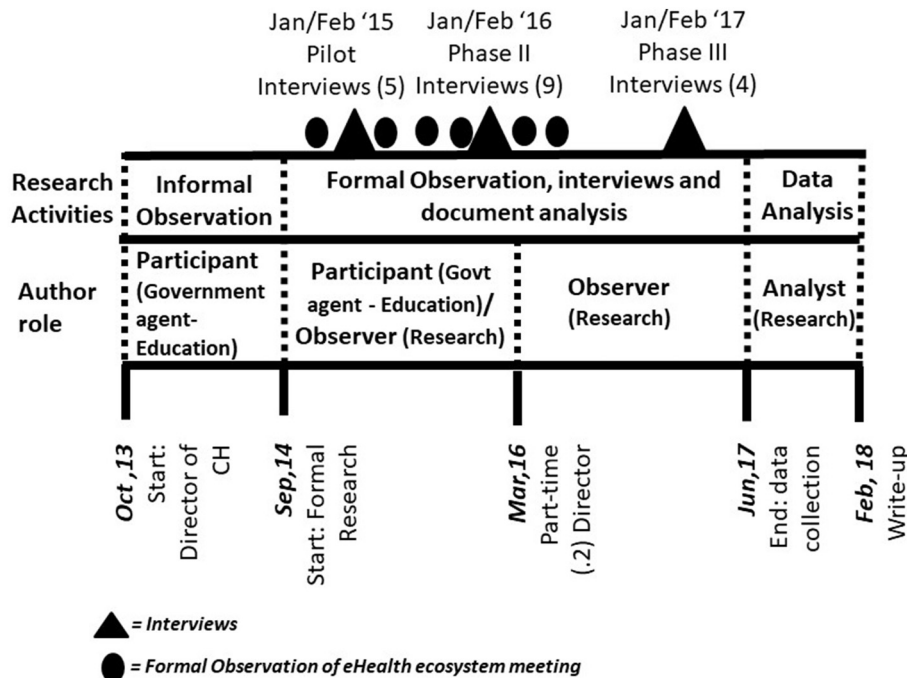 Jan/Feb ‘15
Pilot
Interviews (5)
Jan/Feb ‘16
Phase II
Interviews (9)
Jan/Feb ‘17
Phase III
Interviews (4)
Research
Activities
Informal
Observation
Formal Observation, interviews and
document analysis
Data
Analysis
Author
role
Participant
(Government
agent-
Education)
Participant (Govt
agent - Education)/
Observer (Research)
Observer
(Research)
Analyst
(Research)
Oct ,13
Start:
Director of
CH
Sep,14
Start: Formal
Research
Mar,16
Part-time
(.2) Director
Jun,17
End: data
collection
Feb, 18
Write-up
= Interviews
= Formal Observation of eHealth ecosystem meeting